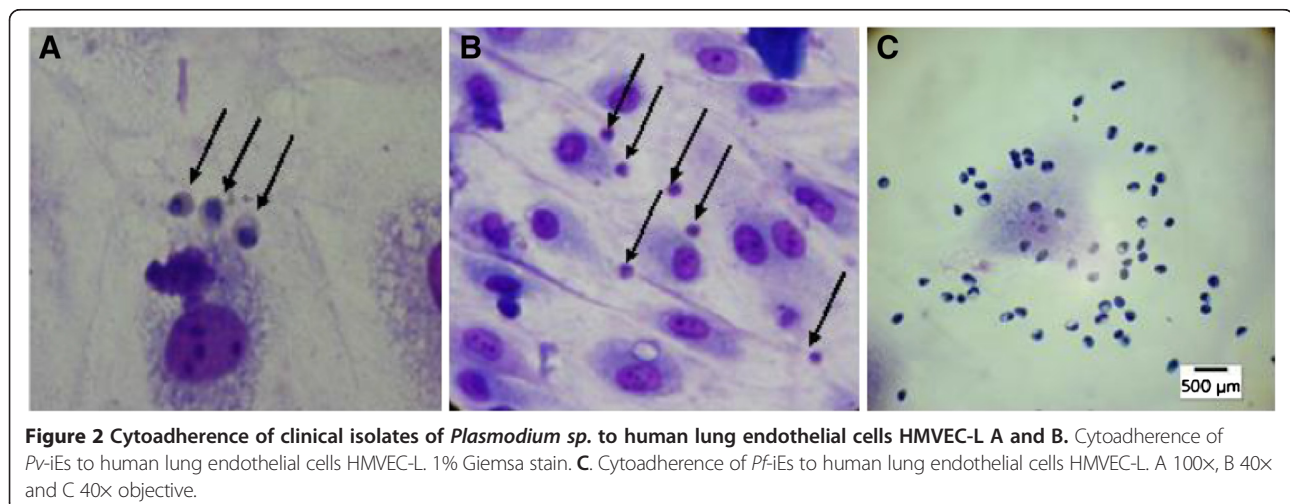 A
B
C
500 µm
Figure 2 Cytoadherence of clinical isolates of Plasmodium sp. to human lung endothelial cells HMVEC-L A and B. Cytoadherence of
Pv-iEs to human lung endothelial cells HMVEC-L. 1% Giemsa stain. C. Cytoadherence of Pf-iEs to human lung endothelial cells HMVEC-L. A 100×, B 40×
and C 40× objective.